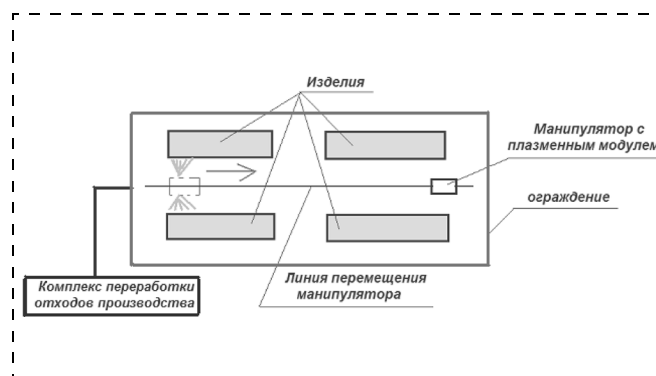 Изделия
Манипулятор с
плазменным модулем
ограждение
Линия перемещения
манипулятора
Комплекс переработки
отходов производства